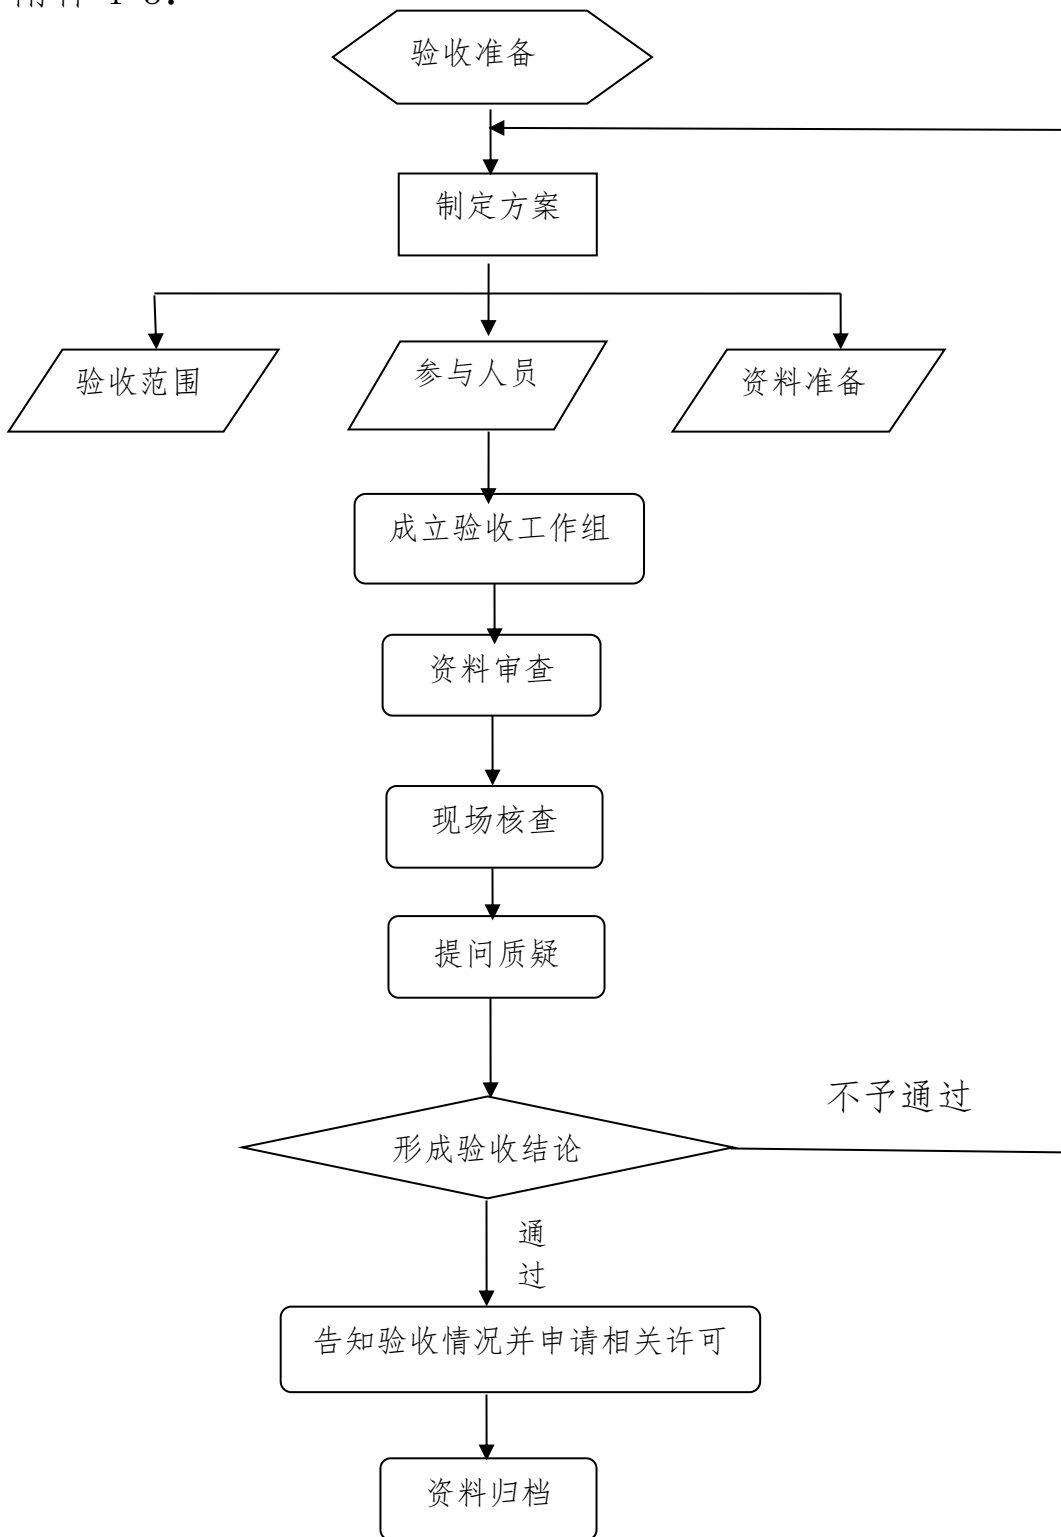 验收准备
制定方案
验收范围
参与人员
资料准备
成立验收工作组
资料审查
现场核查
提问质疑
不予通过
形成验收结论
通
过
告知验收情况并申请相关许可
资料归档